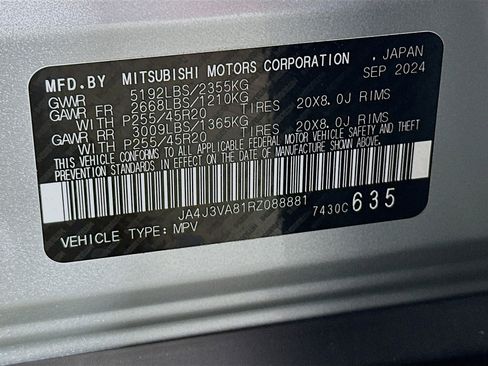 MFD.BY MITSUBISHI MOTORS CORPORATION , JAPAN
GVWR 5192LBS/2355KG SEP 2024
GAWR FR 2668LBS/1210KG
WITH P255/45R20 TIRES 20X8.0J RIMS
GAWR RR 3009LBS/1365KG
WITH P255/45R20 TIRES 20X8.0J RIMS
THIS VEHICLE CONFORMS TO ALL APPLICABLE FEDERAL MOTOR VEHICLE SAFETY AND THEFT
PREVENTION STANDARDS IN EFFECT ON THE DATE OF MANUFACTURE SHOWN ABOVE.
JA4J3VA81RZ088881 7430C 635
VEHICLE TYPE: MPV